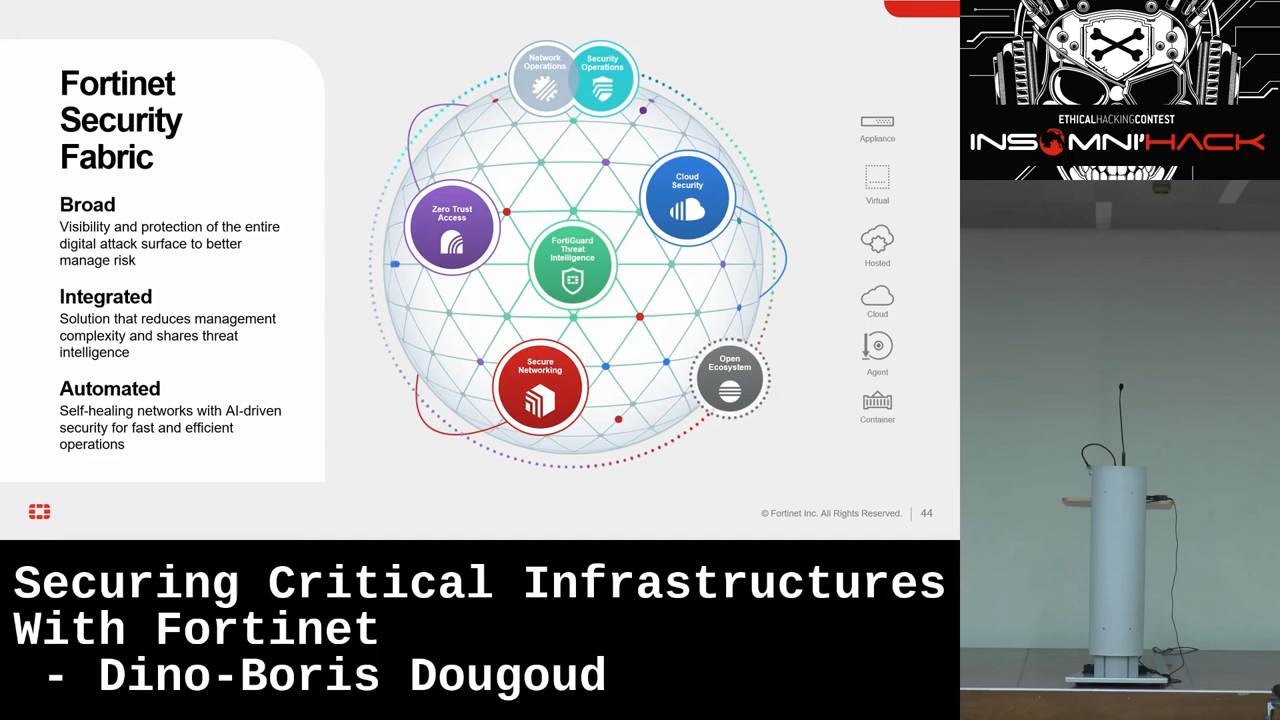 Fortinet
Security
Fabric
Broad
Visibility and protection of the entire
digital attack surface to better
manage risk
Integrated
Solution that reduces management
complexity and shares threat
intelligence
Automated
Self-healing networks with AI-driven
security for fast and efficient
operations
Network
Operations
Security
Operations
Cloud
Security
Zero Trust
Access
FortiGuard
Threat
Intelligence
Secure
Networking
Open
Ecosystem
Appliance
Virtual
Hosted
Cloud
Agent
Container
© Fortinet Inc. All Rights Reserved.
44
ETHICALHACKINGCONTEST
INSOMNI'HACK
Securing Critical Infrastructures
With Fortinet
- Dino-Boris Dougoud